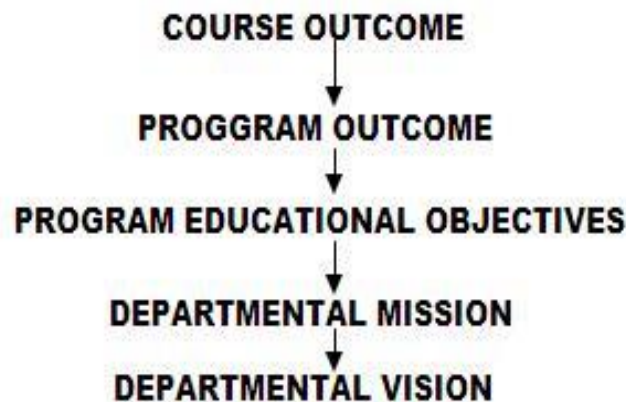 COURSE OUTCOME
PROGGRAM OUTCOME
PROGRAM EDUCATIONAL OBJECTIVES
DEPARTMENTAL MISSION
DEPARTMENTAL VISION